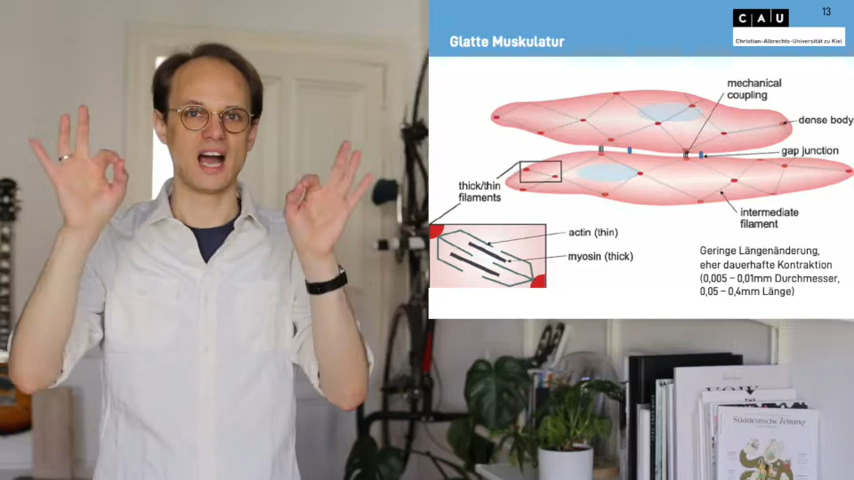 CAU
13
Christian-Albrechts-Universität zu Kiel
Glatte Muskulatur
mechanical
coupling
dense body
gap junction
thick/thin
filaments
intermediate
filament
actin (thin)
myosin (thick)
Geringe Längenänderung,
eher dauerhafte Kontraktion
(0,005 – 0,01mm Durchmesser,
0,05 – 0,4mm Länge)
Süddeutsche Zeitung